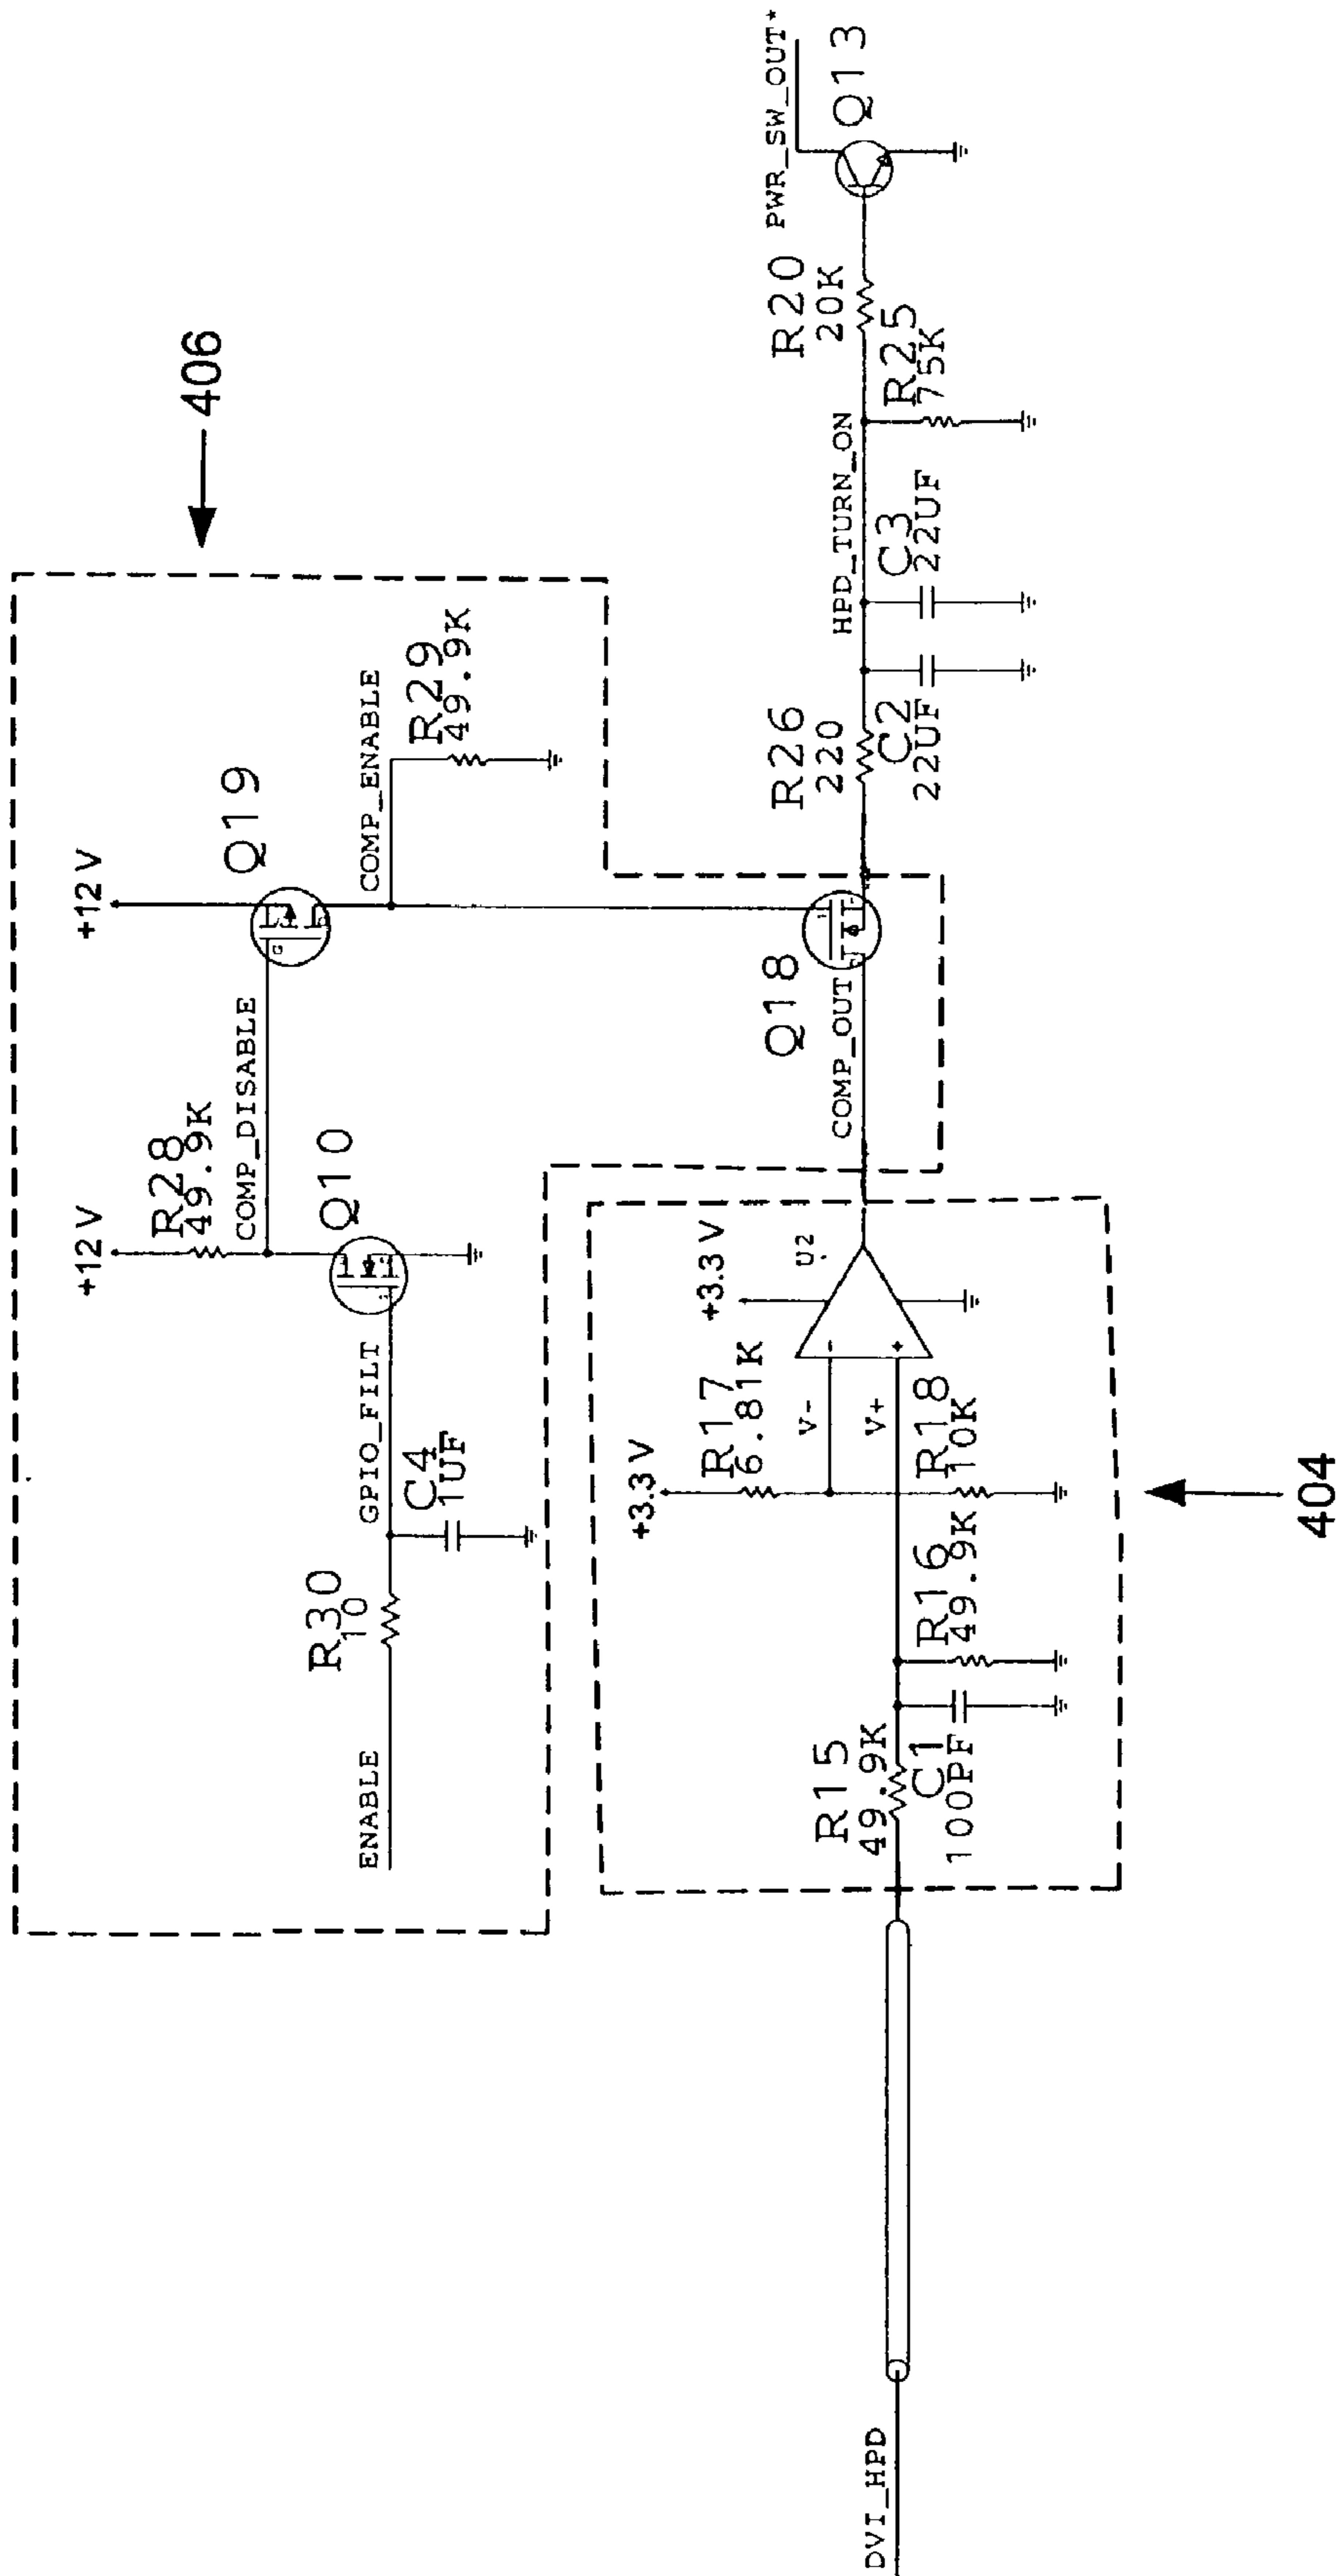 406
+12 V
Q19
+12 V
R28
49.9K
COMP_DISABLE
COMP_ENABLE
R29
49.9K
Q10
G
GPIO_FILT
C4
1UF
R30
10
ENABLE
PWR_SW_OUT*
Q13
R20
20K
R25
75K
HPD_TURN_ON
C3
22UF
R26
220
C2
22UF
Q18
COMP_OUT
+3.3 V
U2
+3.3 V
R17
6.81K
V-
V+
-
+
R18
10K
R16
49.9K
R15
49.9K
C1
100PF
404
DVI_HPD